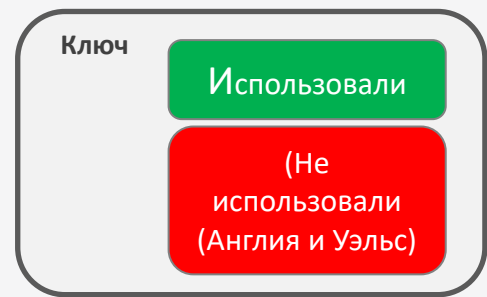 Ключ
Использовали
(Не
использовали
(Англия и Уэльс)